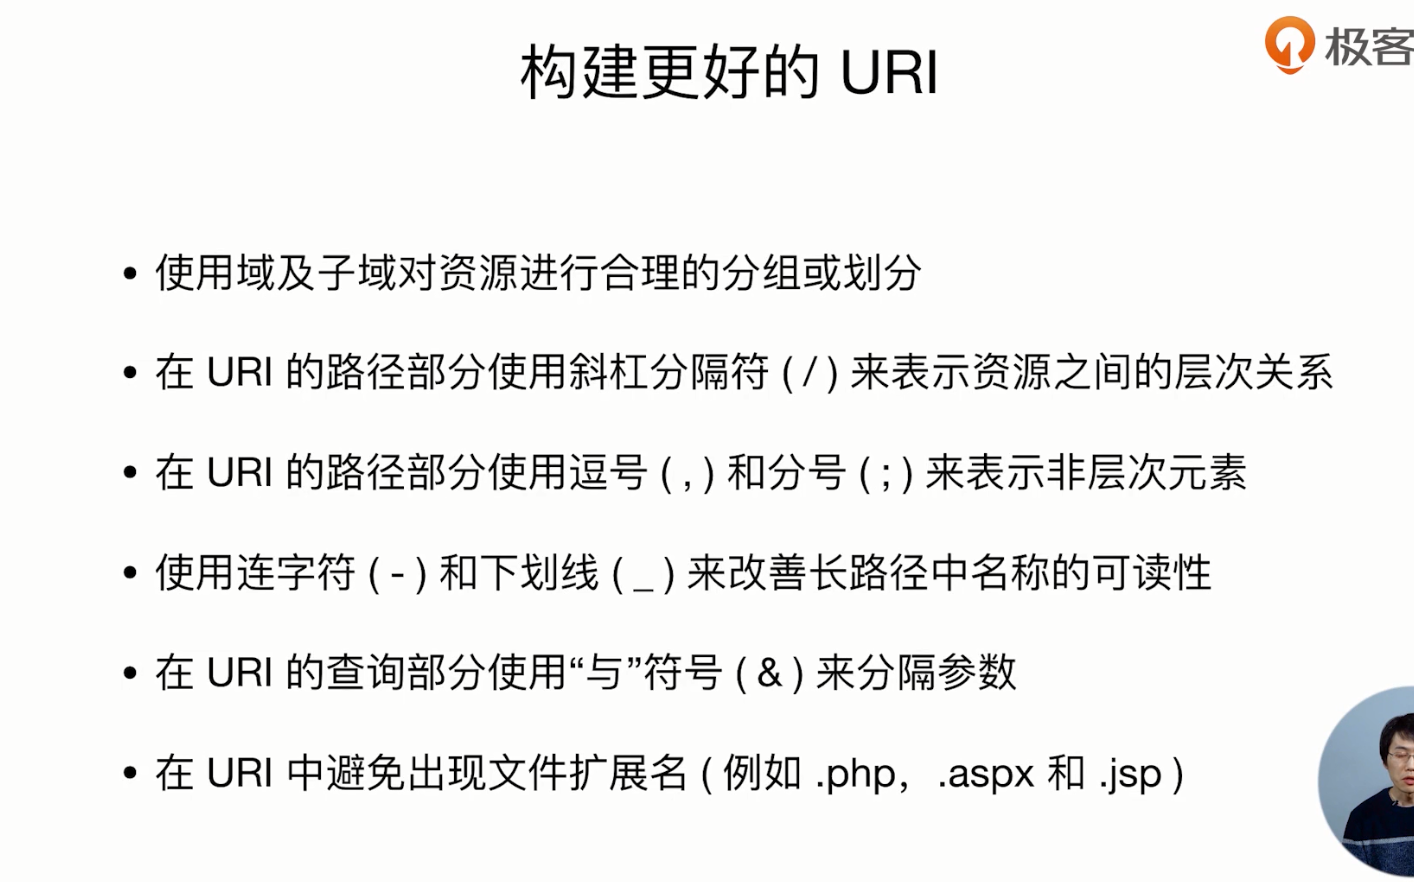 极客
构建更好的 URI
• 使用域及子域对资源进行合理的分组或划分
• 在 URI 的路径部分使用斜杠分隔符 ( / ) 来表示资源之间的层次关系
• 在 URI 的路径部分使用逗号 ( , ) 和分号 ( ; ) 来表示非层次元素
• 使用连字符 ( - ) 和下划线 ( _ ) 来改善长路径中名称的可读性
• 在 URI 的查询部分使用“与”符号 ( & ) 来分隔参数
• 在 URI 中避免出现文件扩展名 ( 例如 .php，.aspx 和 .jsp )